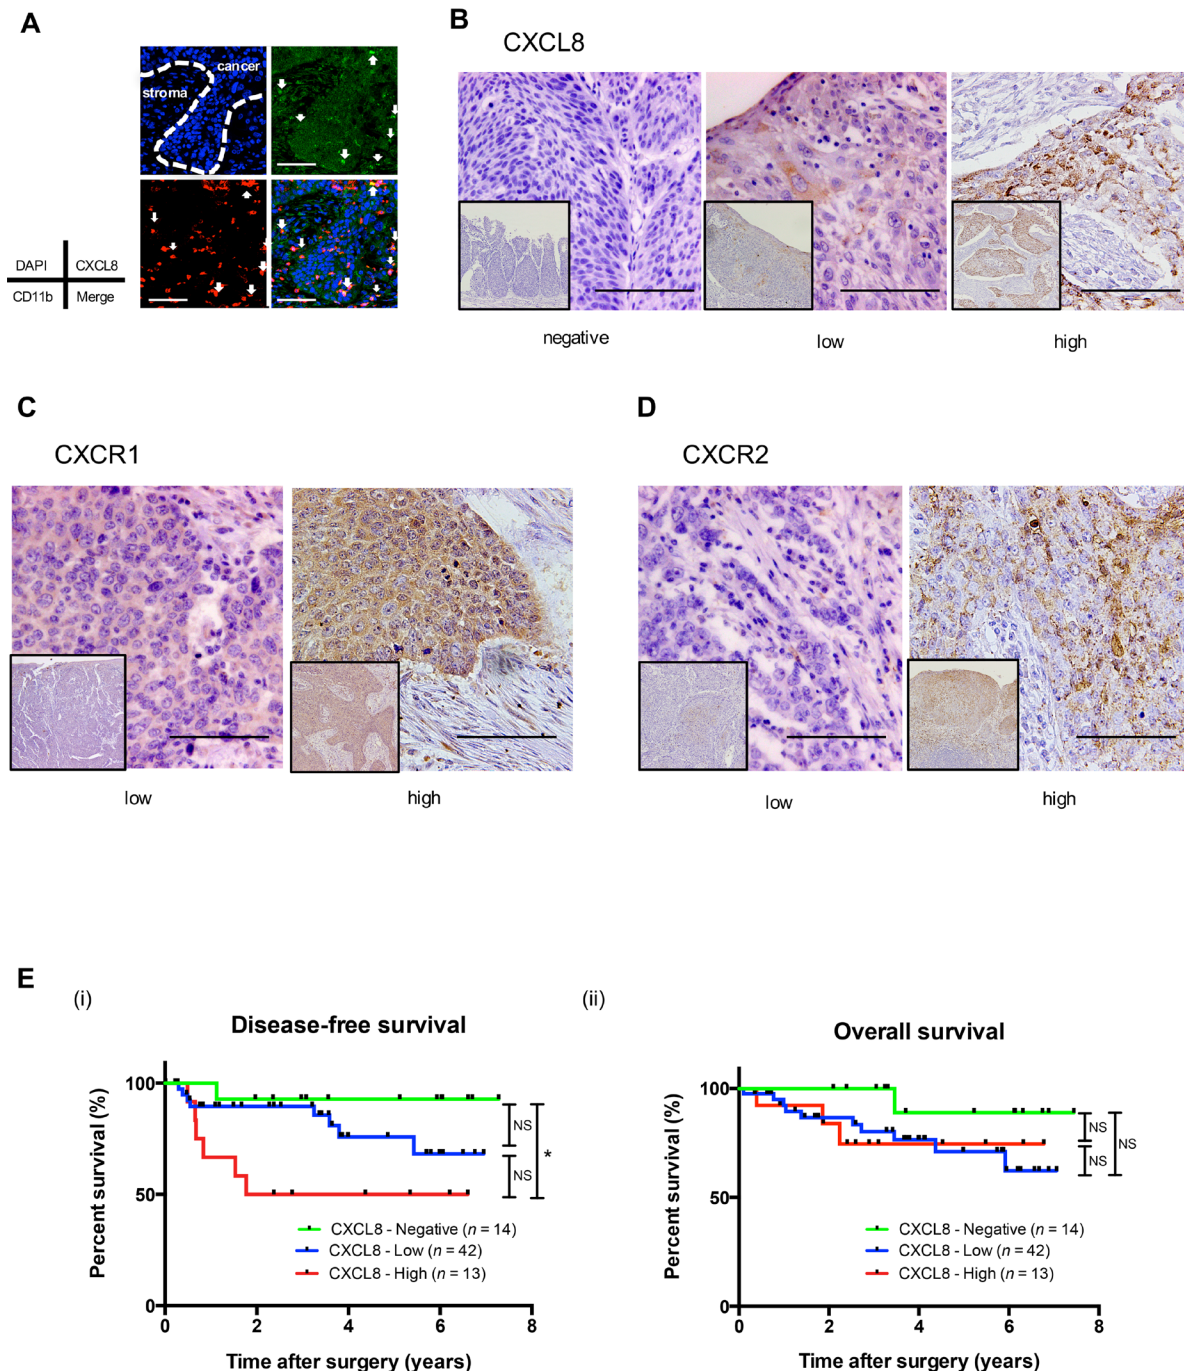 A
cancer
stroma
DAPI CXCL8
CD11b Merge
B
CXCL8
negative low high
C
CXCR1
low high
D
CXCR2
low high
E
(i)
Disease-free survival
Percent survival (%)
100
50
0
0 2 4 6 8
Time after surgery (years)
NS
NS
*
CXCL8 - Negative (n = 14)
CXCL8 - Low (n = 42)
CXCL8 - High (n = 13)
(ii)
Overall survival
Percent survival (%)
100
50
0
0 2 4 6 8
Time after surgery (years)
NS
NS
NS
CXCL8 - Negative (n = 14)
CXCL8 - Low (n = 42)
CXCL8 - High (n = 13)